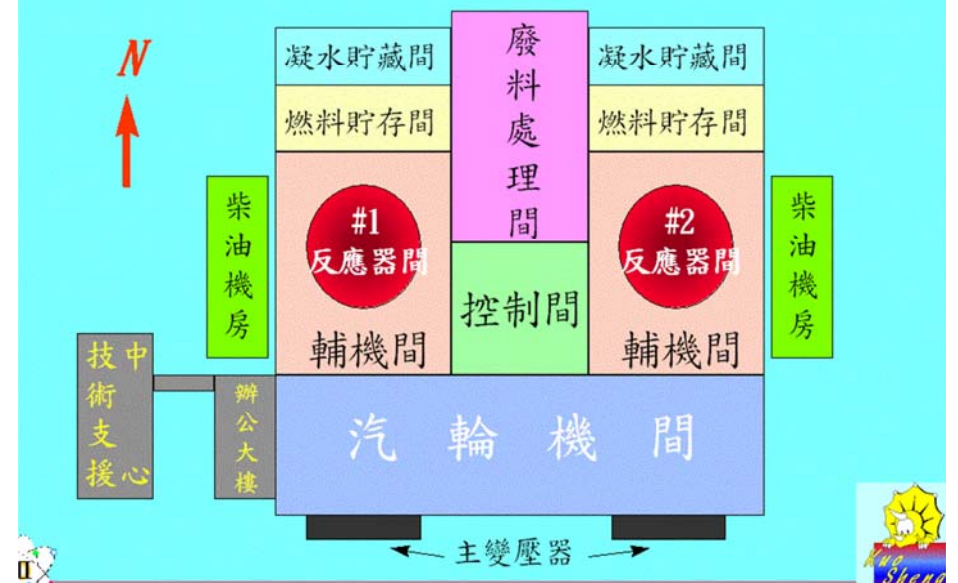 N
凝水貯藏間
燃料貯存間
廢料處理間
凝水貯藏間
燃料貯存間
柴油機房
#1
反應器間
輔機間
控制間
#2
反應器間
輔機間
柴油機房
技術支援
中心
辦公大樓
汽輪機間
主變壓器
Kuo
Sheng